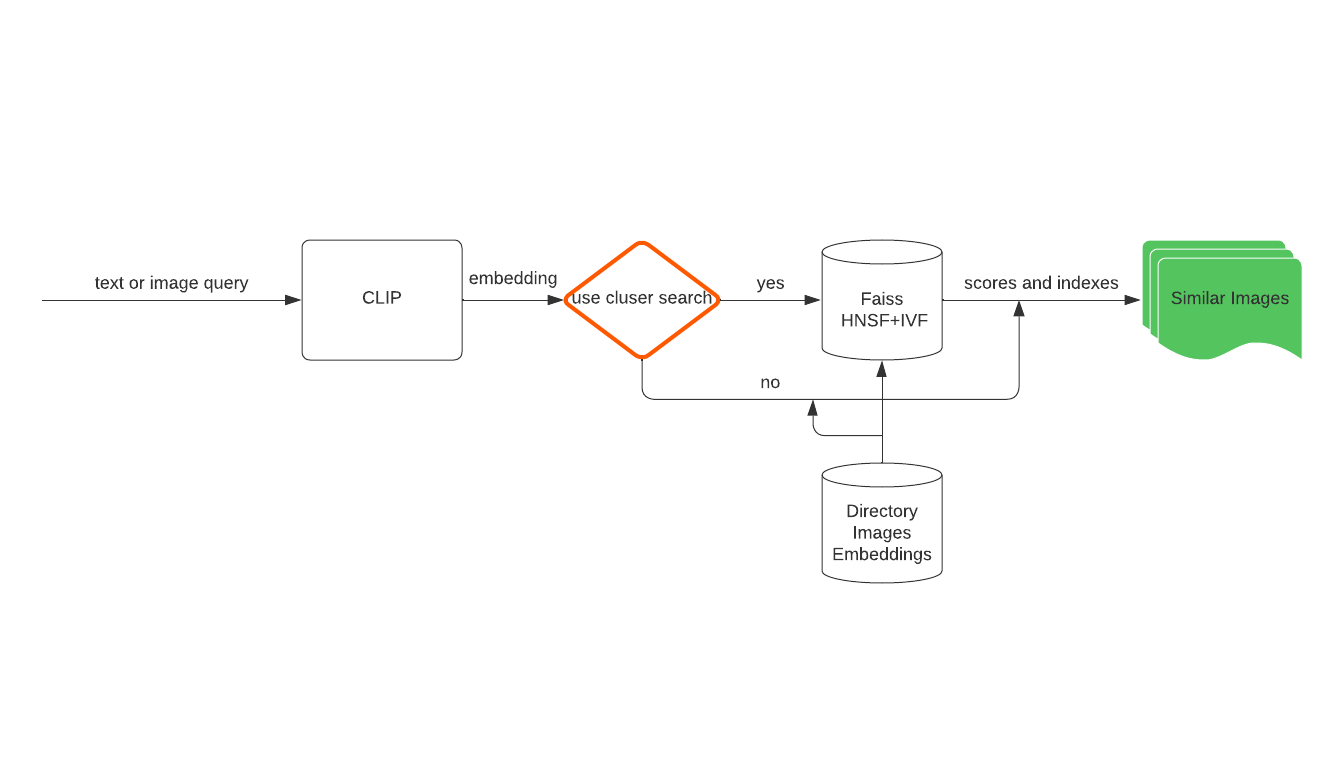 text or image query
CLIP
embedding
use cluser search
yes
Faiss
HNSF+IVF
scores and indexes
Similar Images
no
Directory
Images
Embeddings